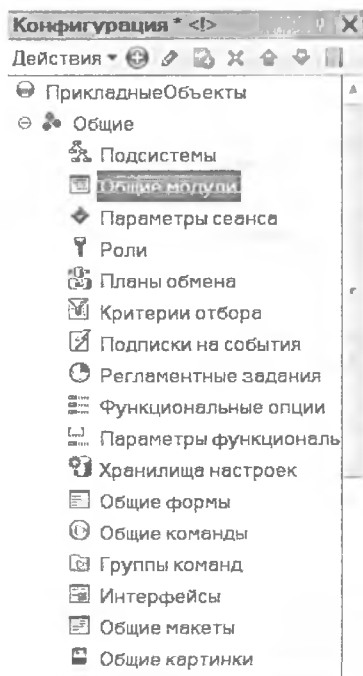 Конфигурация * <!>
Действия
ПрикладныеОбъекты
Общие
Подсистемы
Общие модули
Параметры сеанса
Роли
Планы обмена
Критерии отбора
Подписки на события
Регламентные задания
Функциональные опции
Параметры функциональ
Хранилища настроек
Общие формы
Общие команды
Группы команд
Интерфейсы
Общие макеты
Общие картинки